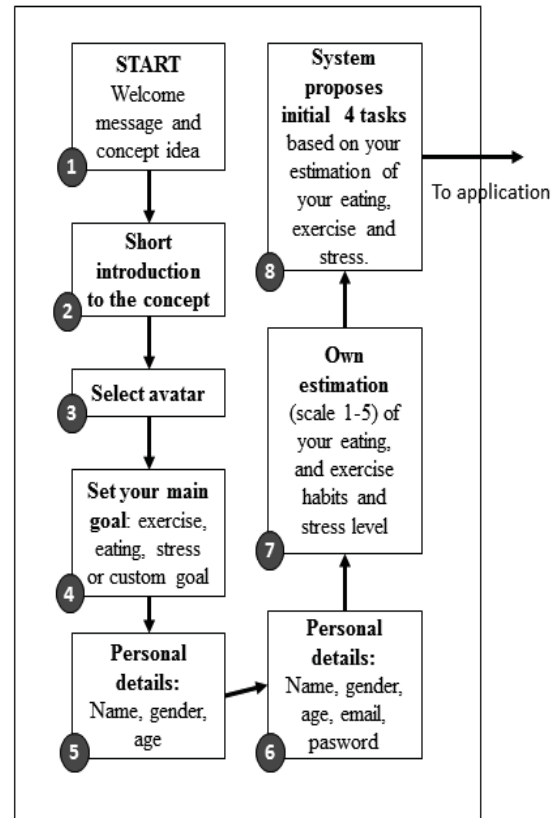 START
Welcome
message and
concept idea
1
Short
introduction
to the concept
2
Select avatar
3
Set your main
goal: exercise,
eating, stress
or custom goal
4
Personal
details:
Name, gender,
age
5
Personal
details:
Name, gender,
age, email,
pasword
6
Own
estimation
(scale 1-5) of
your eating,
and exercise
habits and
stress level
7
System
proposes
initial 4 tasks
based on your
estimation of
your eating,
exercise and
stress.
8
To application